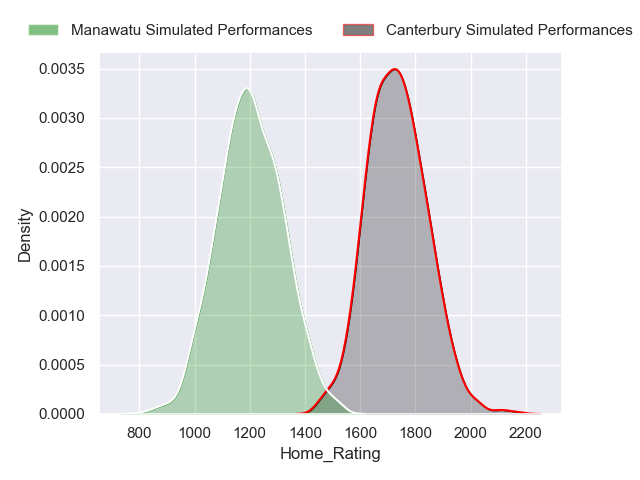 Manawatu Simulated Performances Canterbury Simulated Performances
0.0035
0.0030
0.0025
0.0020
0.0015
0.0010
0.0005
0.0000
Density
800 1000 1200 1400 1600 1800 2000 2200
Home_Rating